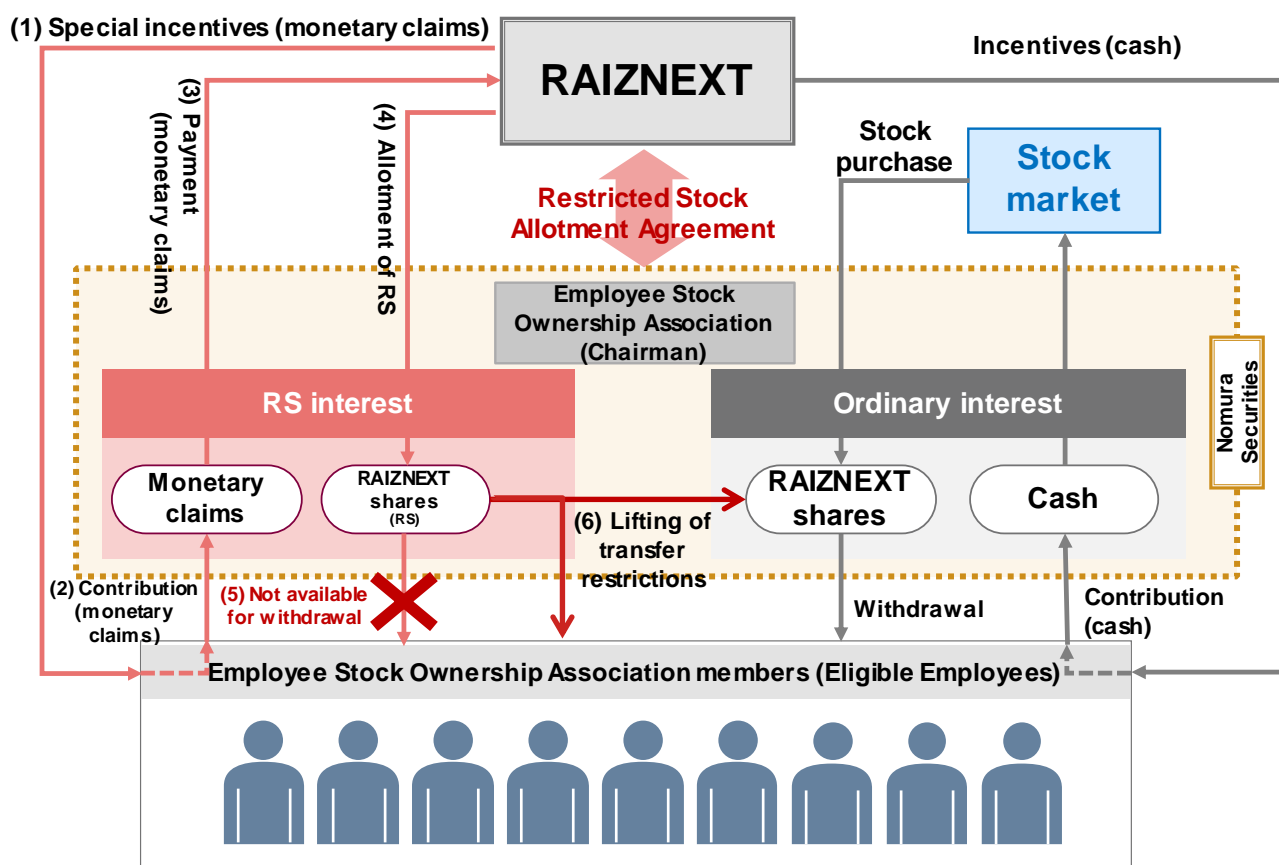 (1) Special incentives (monetary claims)
RAIZNEXT
Incentives (cash)
(3) Payment
(monetary claims)
(4) Allotment of RS
Stock
purchase
Stock
market
Restricted Stock
Allotment Agreement
Employee Stock
Ownership Association
(Chairman)
Nomura
Securities
RS interest
Ordinary interest
Monetary
claims
RAIZNEXT
shares
(RS)
RAIZNEXT
shares
Cash
(6) Lifting of
transfer
restrictions
(2) Contribution
(monetary
claims)
(5) Not available
for withdrawal
Withdrawal
Contribution
(cash)
Employee Stock Ownership Association members (Eligible Employees)